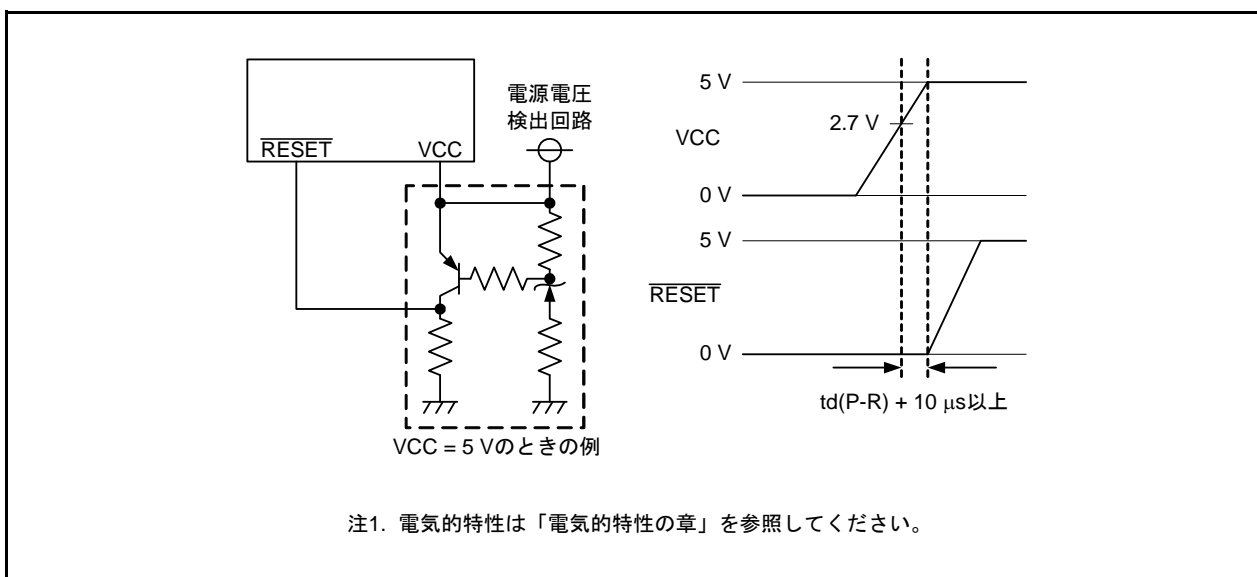 RESET
VCC
電源電圧
検出回路
VCC = 5 Vのときの例
5 V
2.7 V
VCC
0 V
5 V
RESET
0 V
td(P-R) + 10 μs以上
注1. 電気的特性は「電気的特性の章」を参照してください。